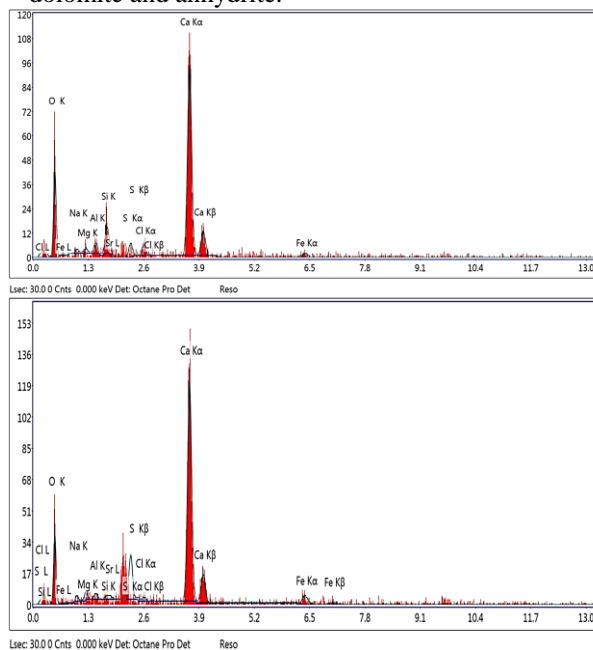 dolomite and anhydrite.
120
108
96
84
72
60
48
36
24
12
0
Ca Kα
O K
Si K
S Kβ
Na K
Al K
S Kα
Ca Kβ
Mg K
Cl Kα
Cl L
Fe L
Sr L
Cl Kβ
Fe Kα
0.0 1.3 2.6 3.9 5.2 6.5 7.8 9.1 10.4 11.7 13.0
Lsec: 30.0 0 Cnts 0.000 keV Det: Octane Pro Det Reso
153
136
119
102
85
68
51
34
17
0
Ca Kα
O K
Na K
S Kβ
Cl L
Al K
Sr L
Cl Kα
Ca Kβ
S L
Mg K
Fe Kα
Fe Kβ
Si L
Fe L
Si K
S Kα
Cl Kβ
0.0 1.3 2.6 3.9 5.2 6.5 7.8 9.1 10.4 11.7 13.0
Lsec: 30.0 0 Cnts 0.000 keV Det: Octane Pro Det Reso